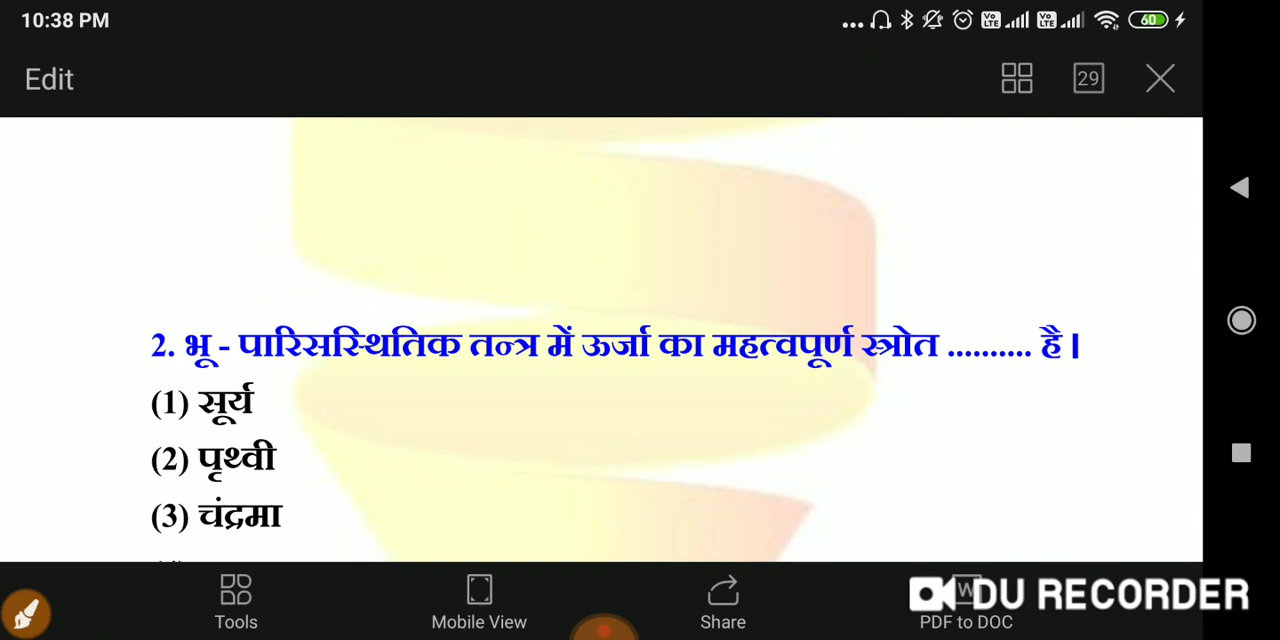 10:38 PM
60
Edit
29
2. भू - पारिसस्थितिक तन्त्र में ऊर्जा का महत्वपूर्ण स्त्रोत .......... है ।
(1) सूर्य
(2) पृथ्वी
(3) चंद्रमा
Tools
Mobile View
Share
PDF to DOC
DU RECORDER